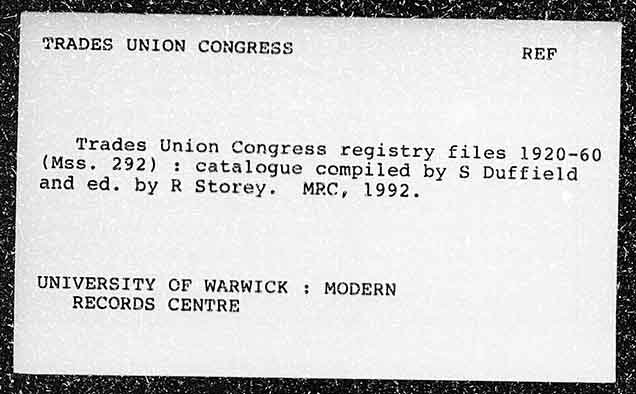 TRADES UNION CONGRESS REF
Trades Union Congress registry files 1920-60
(Mss. 292) : catalogue compiled by S Duffield
and ed. by R Storey. MRC, 1992.
UNIVERSITY OF WARWICK : MODERN
RECORDS CENTRE